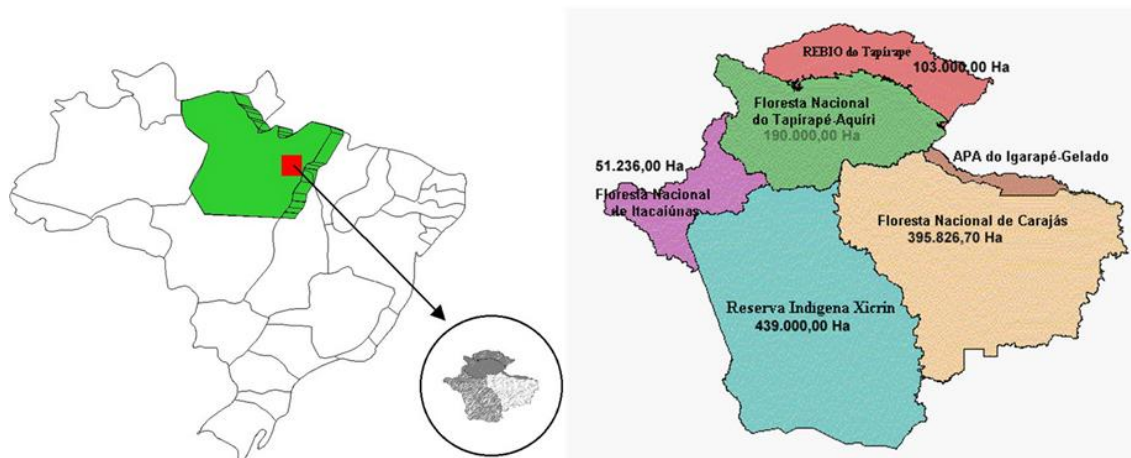 REBIO do Tapirapé
103.000,00 Ha
Floresta Nacional
do Tapirapé-Aquiri
190.000,00 Ha
51.236,00 Ha
APA do Igarapé-Gelado
Floresta Nacional
de Itacaiúnas
Floresta Nacional de Carajás
395.826,70 Ha
Reserva Indígena Xicrin
439.000,00 Ha